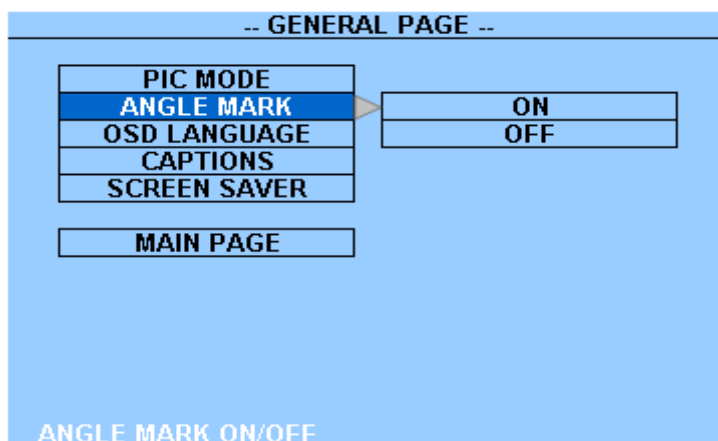 -- GENERAL PAGE --
PIC MODE
ANGLE MARK
ON
OSD LANGUAGE
OFF
CAPTIONS
SCREEN SAVER
MAIN PAGE
ANGLE MARK ON/OFF